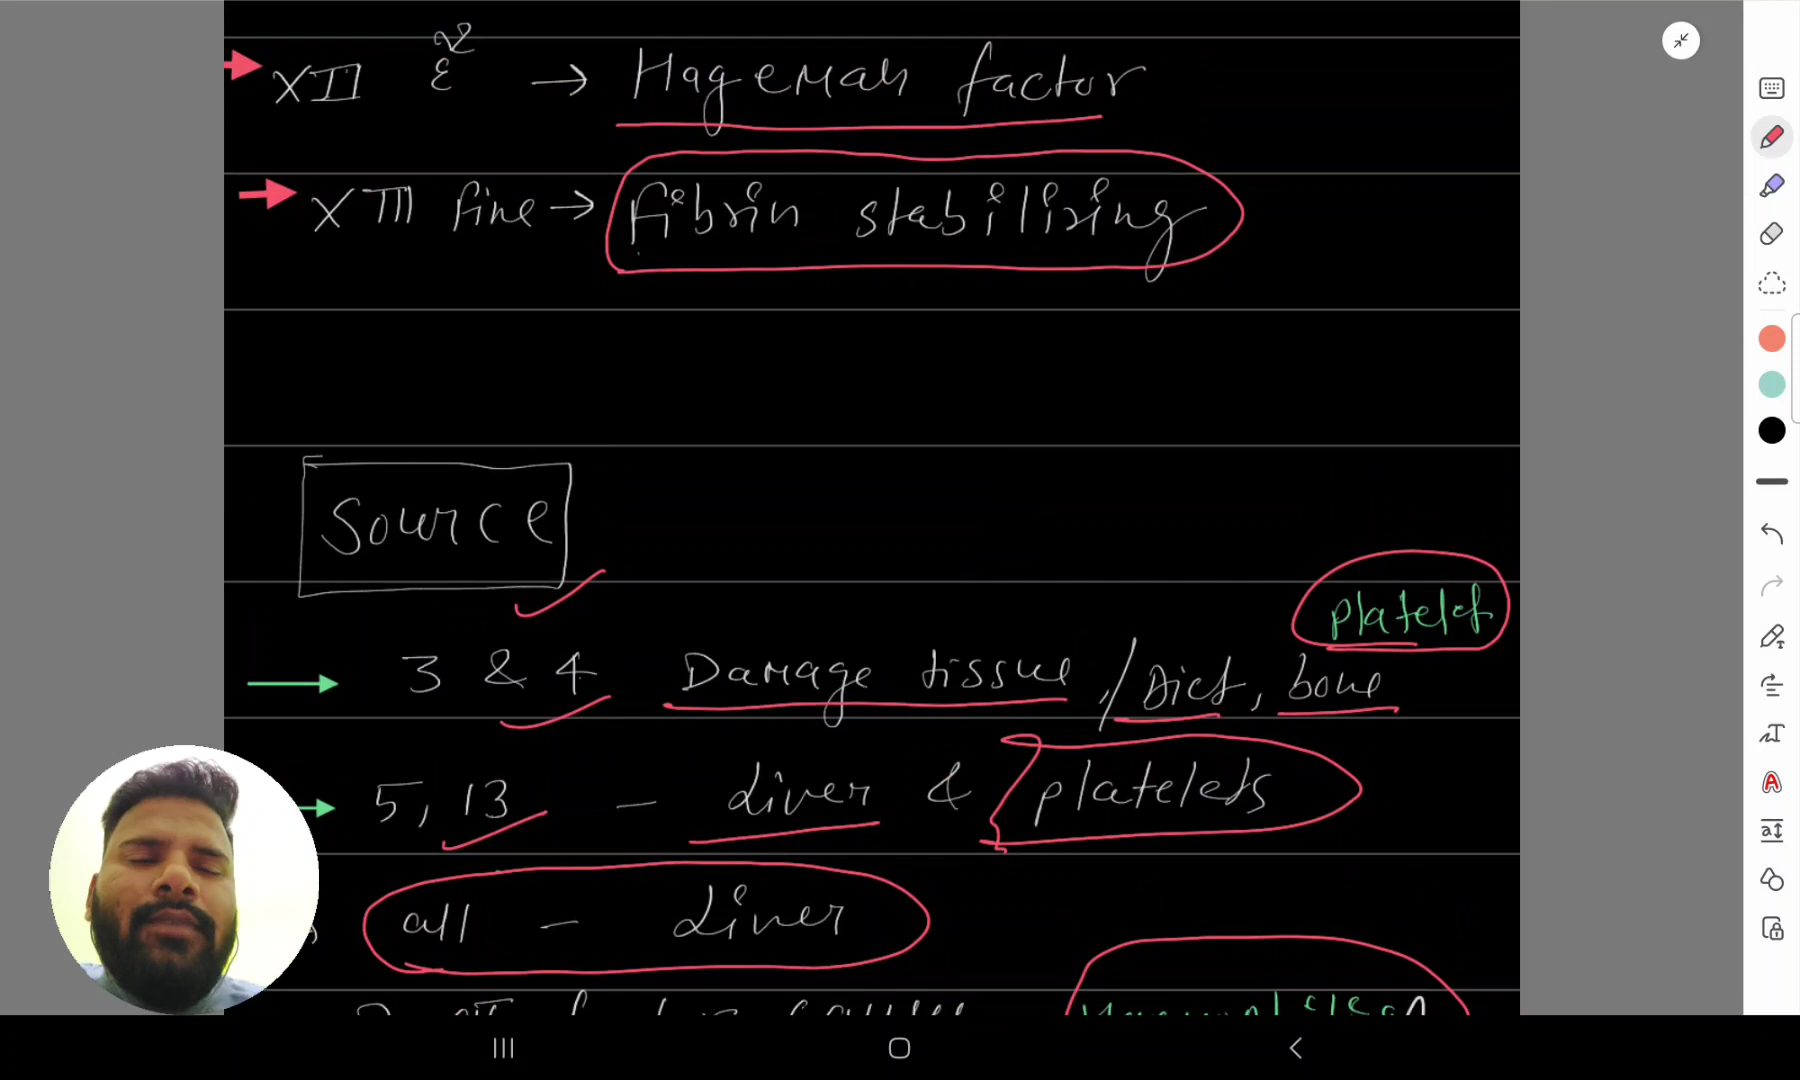 XII → Hageman factor
XIII fine → fibrin stabilising
Source
platelet
3 & 4 Damage tissue / Diet, bone
5, 13 – Liver & platelets
all – Liver